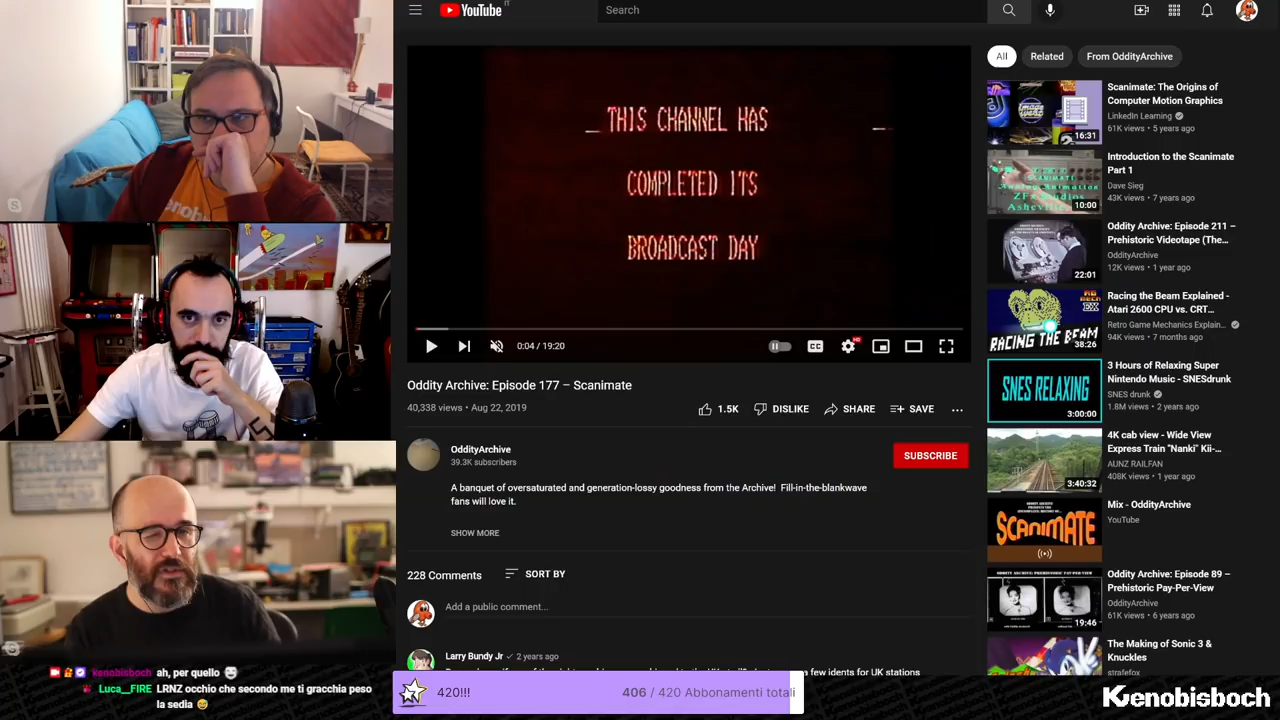 YouTube
IT
Search
All
Related
From OddityArchive
THIS CHANNEL HAS
COMPLETED ITS
BROADCAST DAY
0:04 / 19:20
CC
Oddity Archive: Episode 177 – Scanimate
40,338 views • Aug 22, 2019
1.5K
DISLIKE
SHARE
SAVE
OddityArchive
39.3K subscribers
SUBSCRIBE
A banquet of oversaturated and generation-lossy goodness from the Archive! Fill-in-the-blankwave
fans will love it.
SHOW MORE
228 Comments
SORT BY
Add a public comment...
Larry Bundy Jr
2 years ago
a few idents for UK stations
Scanimate: The Origins of
Computer Motion Graphics
LinkedIn Learning
61K views • 5 years ago
16:31
Introduction to the Scanimate
Part 1
Dave Sieg
43K views • 7 years ago
10:00
Oddity Archive: Episode 211 –
Prehistoric Videotape (The...
OddityArchive
12K views • 1 year ago
22:01
Racing the Beam Explained -
Atari 2600 CPU vs. CRT...
Retro Game Mechanics Explain...
94K views • 7 months ago
RACING THE BEAM
38:26
3 Hours of Relaxing Super
Nintendo Music - SNESdrunk
SNES drunk
1.8M views • 2 years ago
SNES RELAXING
3:00:00
4K cab view - Wide View
Express Train "Nanki" Kii-...
AUNZ RAILFAN
408K views • 1 year ago
3:40:32
Mix - OddityArchive
YouTube
SCANIMATE
Oddity Archive: Episode 89 –
Prehistoric Pay-Per-View
OddityArchive
61K views • 6 years ago
19:46
The Making of Sonic 3 &
Knuckles
strafefox
kenobisboch ah, per quello
Luca__FIRE LRNZ occhio che secondo me ti gracchia peso
la sedia
420!!!
406 / 420 Abbonamenti totali
Kenobisboch